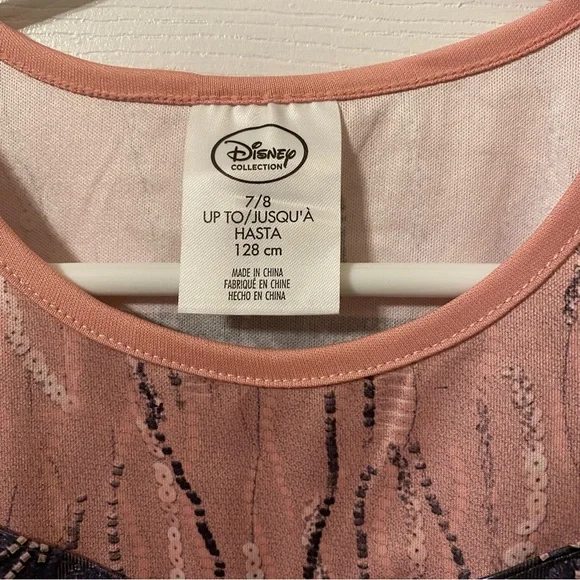 Disney
COLLECTION
7/8
UP TO/JUSQU'À
HASTA
128 cm
MADE IN CHINA
FABRIQUÉ EN CHINE
HECHO EN CHINA